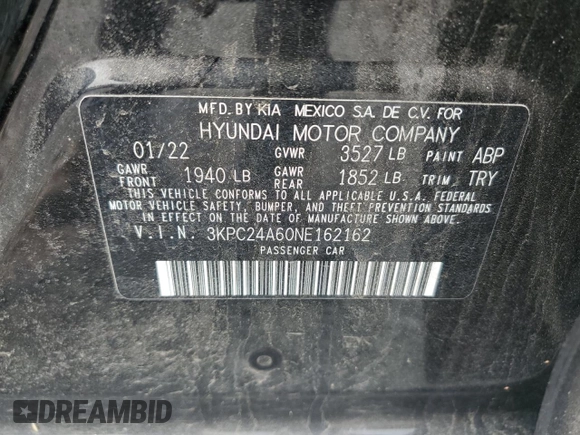 MFD. BY KIA MEXICO S.A. DE C.V. FOR
HYUNDAI MOTOR COMPANY
01/22 GVWR 3527 LB PAINT ABP
GAWR FRONT 1940 LB GAWR REAR 1852 LB TRIM TRY
THIS VEHICLE CONFORMS TO ALL APPLICABLE U.S.A. FEDERAL
MOTOR VEHICLE SAFETY, BUMPER, AND THEFT PREVENTION STANDARDS
IN EFFECT ON THE DATE OF MANUFACTURE SHOWN ABOVE.
V.I.N. 3KPC24A60NE162162
PASSENGER CAR
DREAMBID